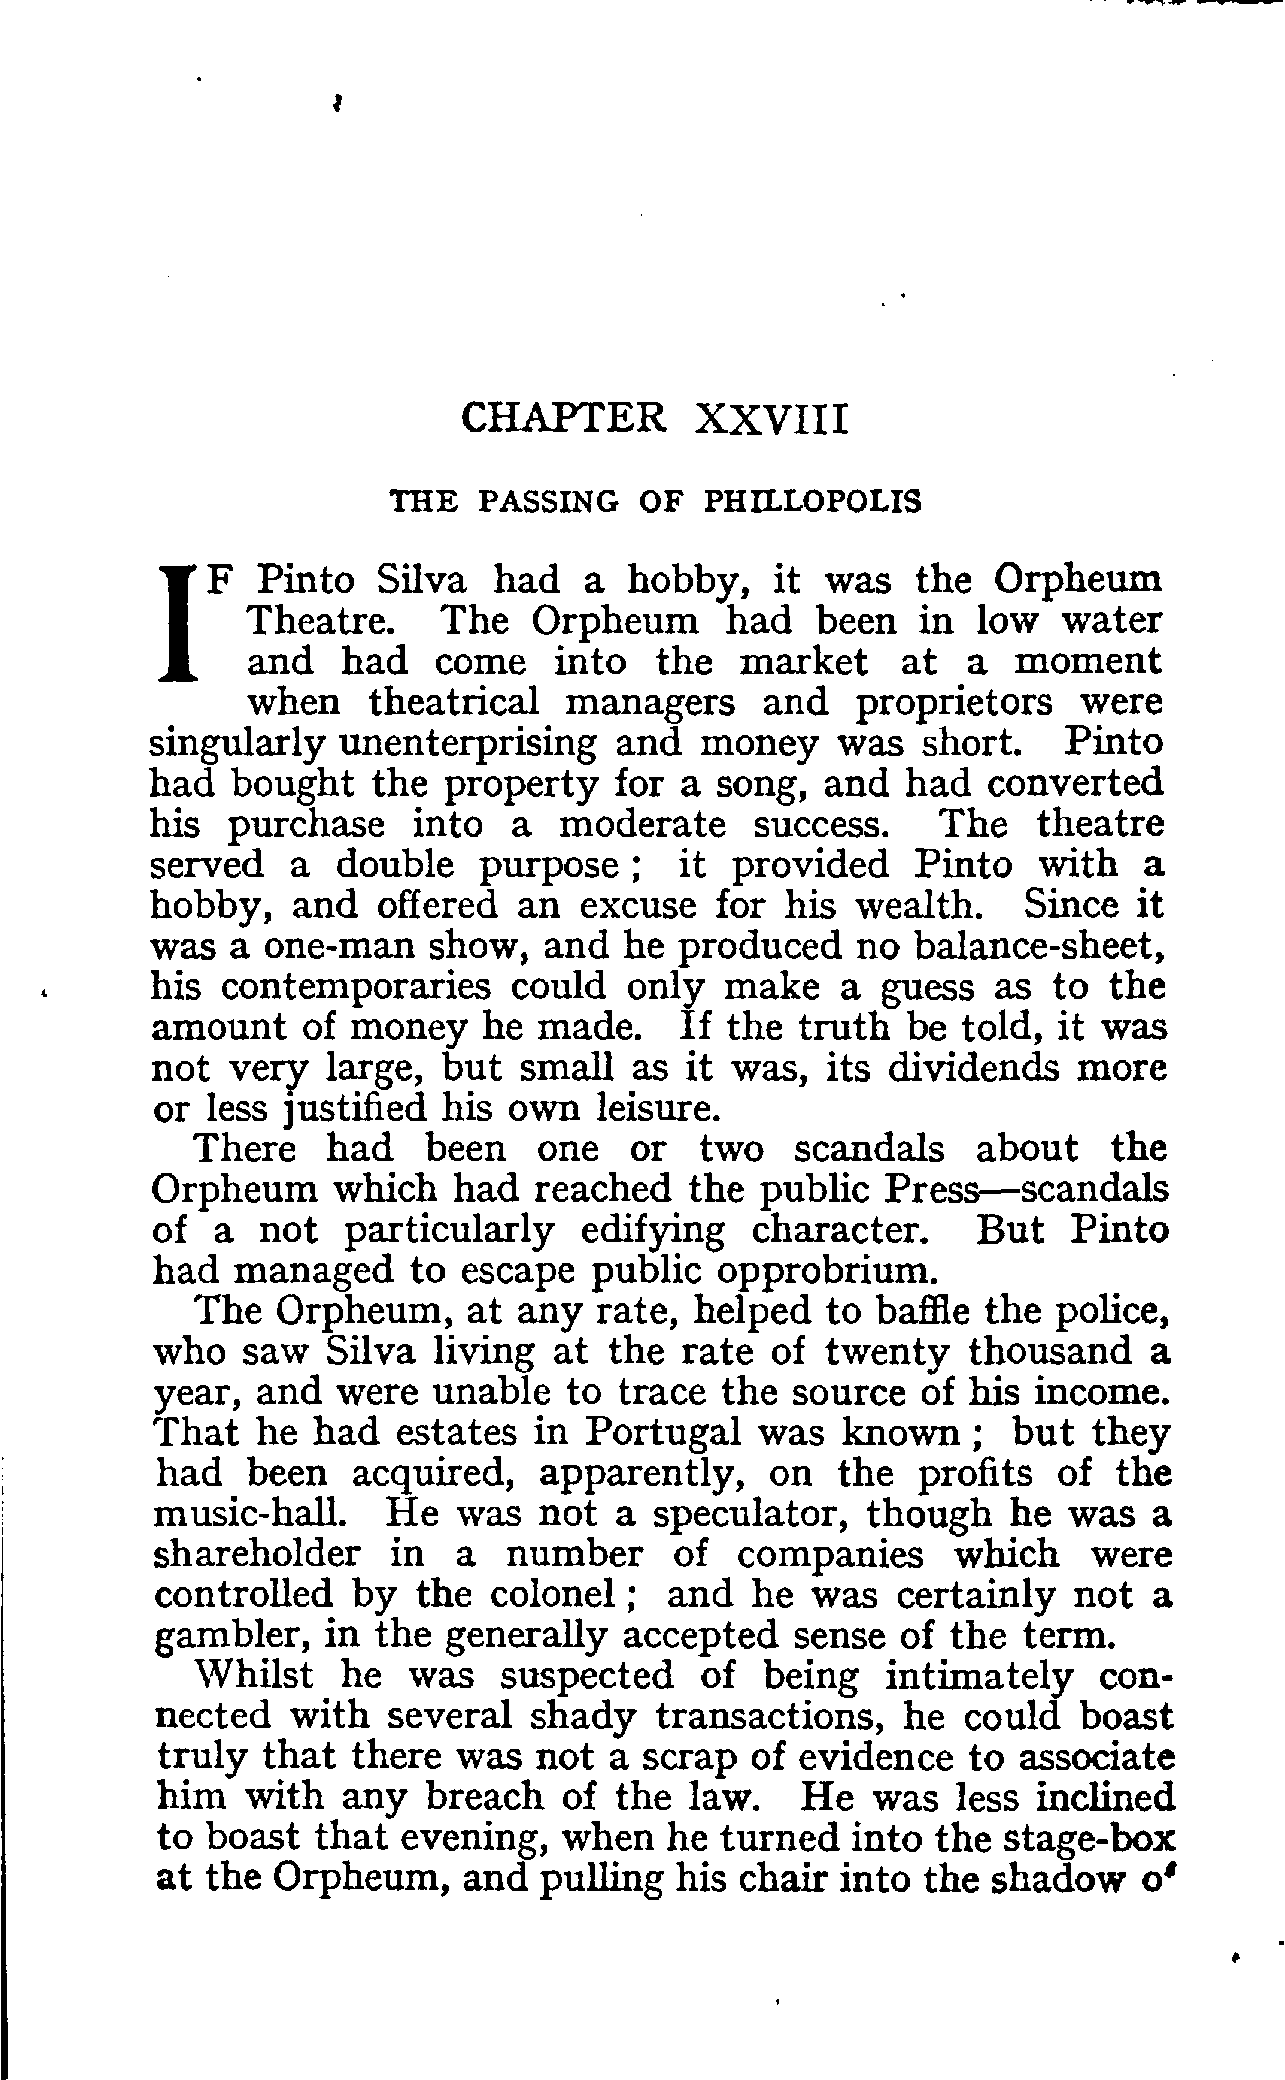 CHAPTER XXVIII
THE PASSING OF PHILLOPOLIS
IF Pinto Silva had a hobby, it was the Orpheum
Theatre. The Orpheum had been in low water
and had come into the market at a moment
when theatrical managers and proprietors were
singularly unenterprising and money was short. Pinto
had bought the property for a song, and had converted
his purchase into a moderate success. The theatre
served a double purpose ; it provided Pinto with a
hobby, and offered an excuse for his wealth. Since it
was a one-man show, and he produced no balance-sheet,
his contemporaries could only make a guess as to the
amount of money he made. If the truth be told, it was
not very large, but small as it was, its dividends more
or less justified his own leisure.
There had been one or two scandals about the
Orpheum which had reached the public Press—scandals
of a not particularly edifying character. But Pinto
had managed to escape public opprobrium.
The Orpheum, at any rate, helped to baffle the police,
who saw Silva living at the rate of twenty thousand a
year, and were unable to trace the source of his income.
That he had estates in Portugal was known ; but they
had been acquired, apparently, on the profits of the
music-hall. He was not a speculator, though he was a
shareholder in a number of companies which were
controlled by the colonel ; and he was certainly not a
gambler, in the generally accepted sense of the term.
Whilst he was suspected of being intimately con-
nected with several shady transactions, he could boast
truly that there was not a scrap of evidence to associate
him with any breach of the law. He was less inclined
to boast that evening, when he turned into the stage-box
at the Orpheum, and pulling his chair into the shadow of